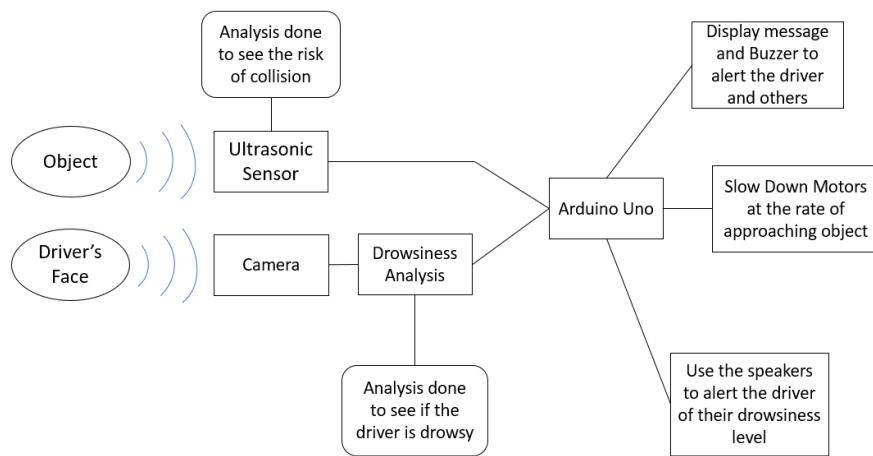 Analysis done
to see the risk
of collision
Object
Ultrasonic
Sensor
Driver's
Face
Camera
Drowsiness
Analysis
Analysis done
to see if the
driver is drowsy
Arduino Uno
Display message
and Buzzer to
alert the driver
and others
Slow Down Motors
at the rate of
approaching object
Use the speakers
to alert the driver
of their drowsiness
level